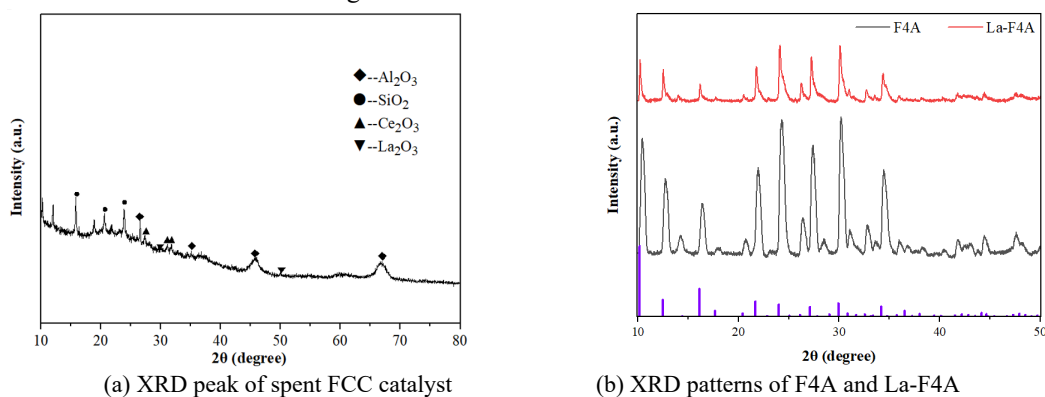 F4A La-F4A
◆--Al₂O₃
●--SiO₂
▲--Ce₂O₃
▼--La₂O₃
Intensity (a.u.)
Intensity (a.u.)
10 20 30 40 50 60 70 80
2θ (degree)
10 20 30 40 50
2θ (degree)
(a) XRD peak of spent FCC catalyst
(b) XRD patterns of F4A and La-F4A